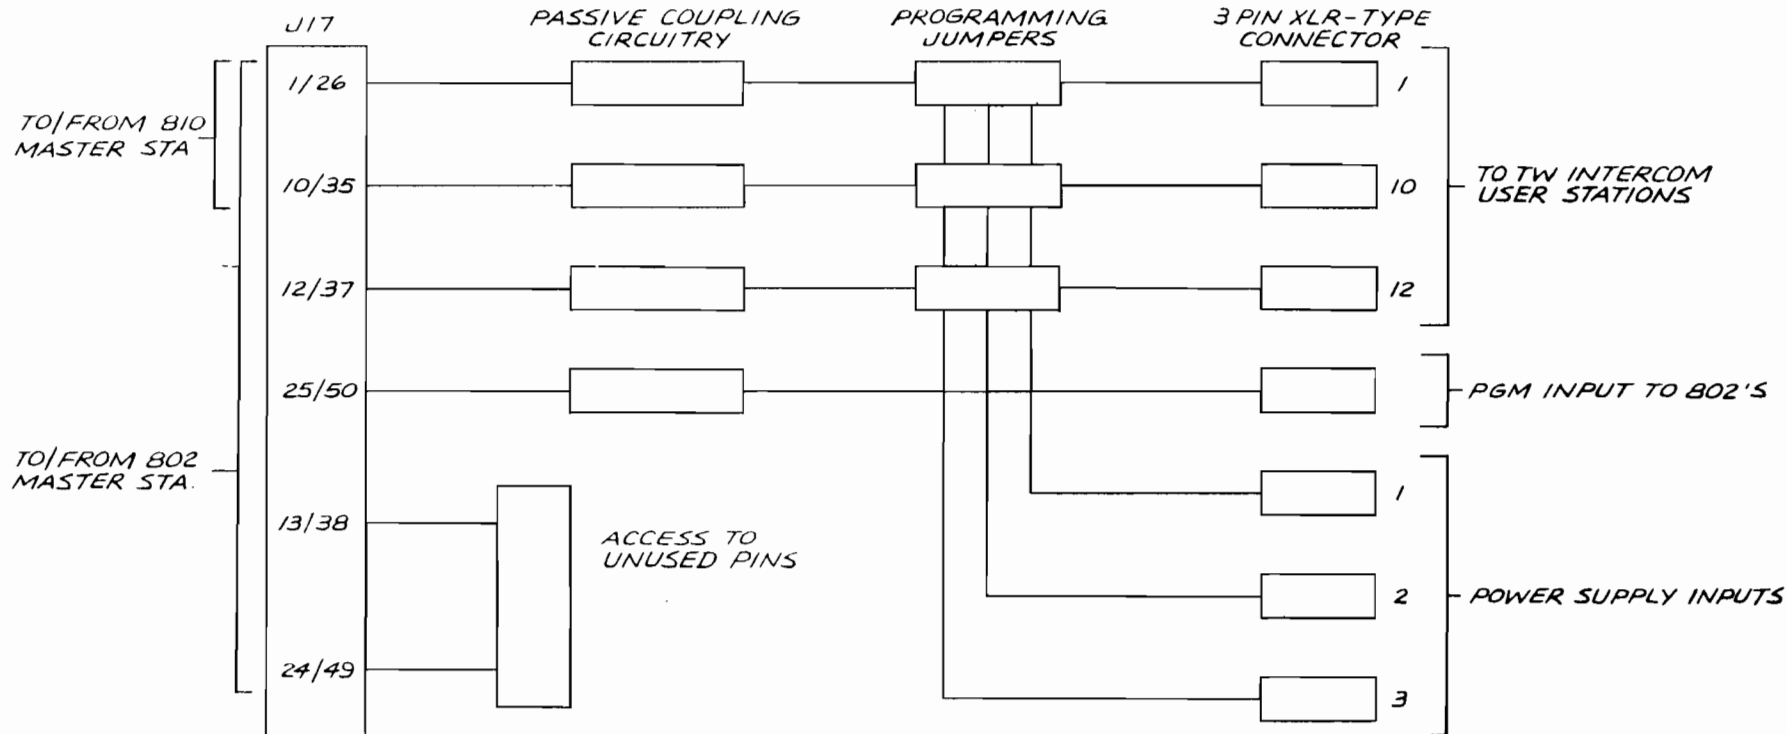 J17
PASSIVE COUPLING
CIRCUITRY
PROGRAMMING
JUMPERS
3 PIN XLR-TYPE
CONNECTOR
1/26
1
TO/FROM 810
MASTER STA
10/35
10
TO TW INTERCOM
USER STATIONS
12/37
12
25/50
PGM INPUT TO 802'S
TO/FROM 802
MASTER STA.
1
13/38
ACCESS TO
UNUSED PINS
2
POWER SUPPLY INPUTS
24/49
3